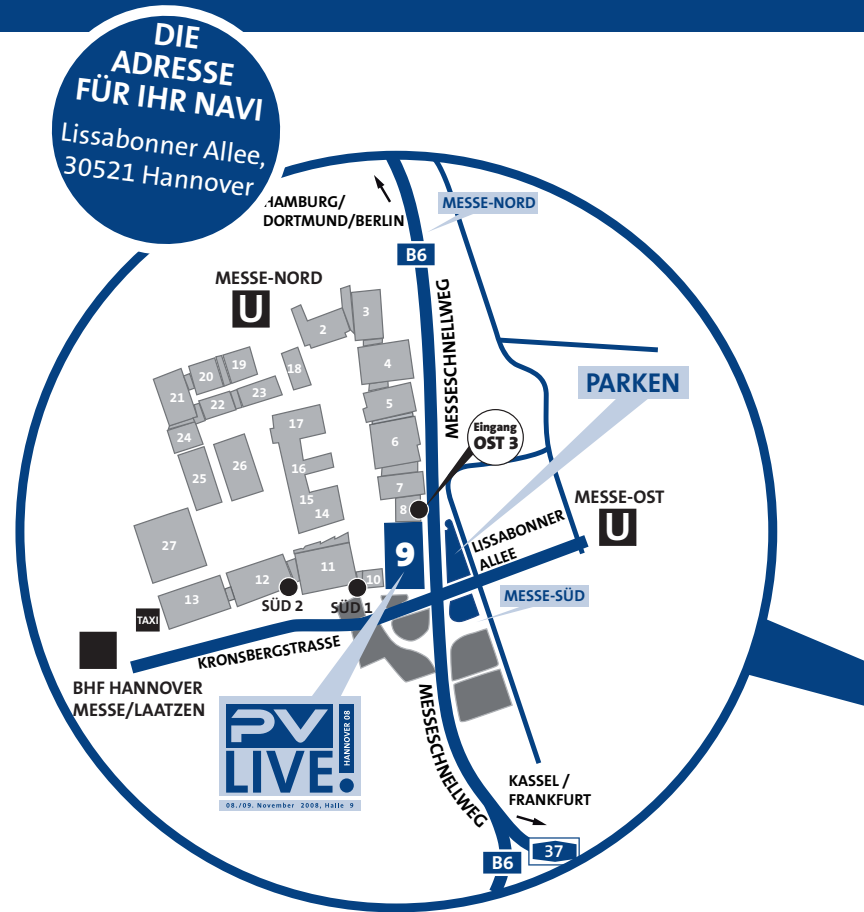 DIE
ADRESSE
FÜR IHR NAVI
Lissabonner Allee,
30521 Hannover
HAMBURG/
DORTMUND/BERLIN
MESSE-NORD
B6
MESSE-NORD
U
MESSESCHNELLWEG
2
3
4
5
6
7
8
9
10
11
12
13
14
15
16
17
18
19
20
21
22
23
24
25
26
27
PARKEN
Eingang
OST 3
MESSE-OST
U
LISSABONNER
ALLEE
MESSE-SÜD
SÜD 2
SÜD 1
TAXI
KRONSBERGSTRASSE
BHF HANNOVER
MESSE/LAATZEN
PV
LIVE!
HANNOVER 08
08./09. November 2008, Halle 9
MESSESCHNELLWEG
KASSEL /
FRANKFURT
37
B6